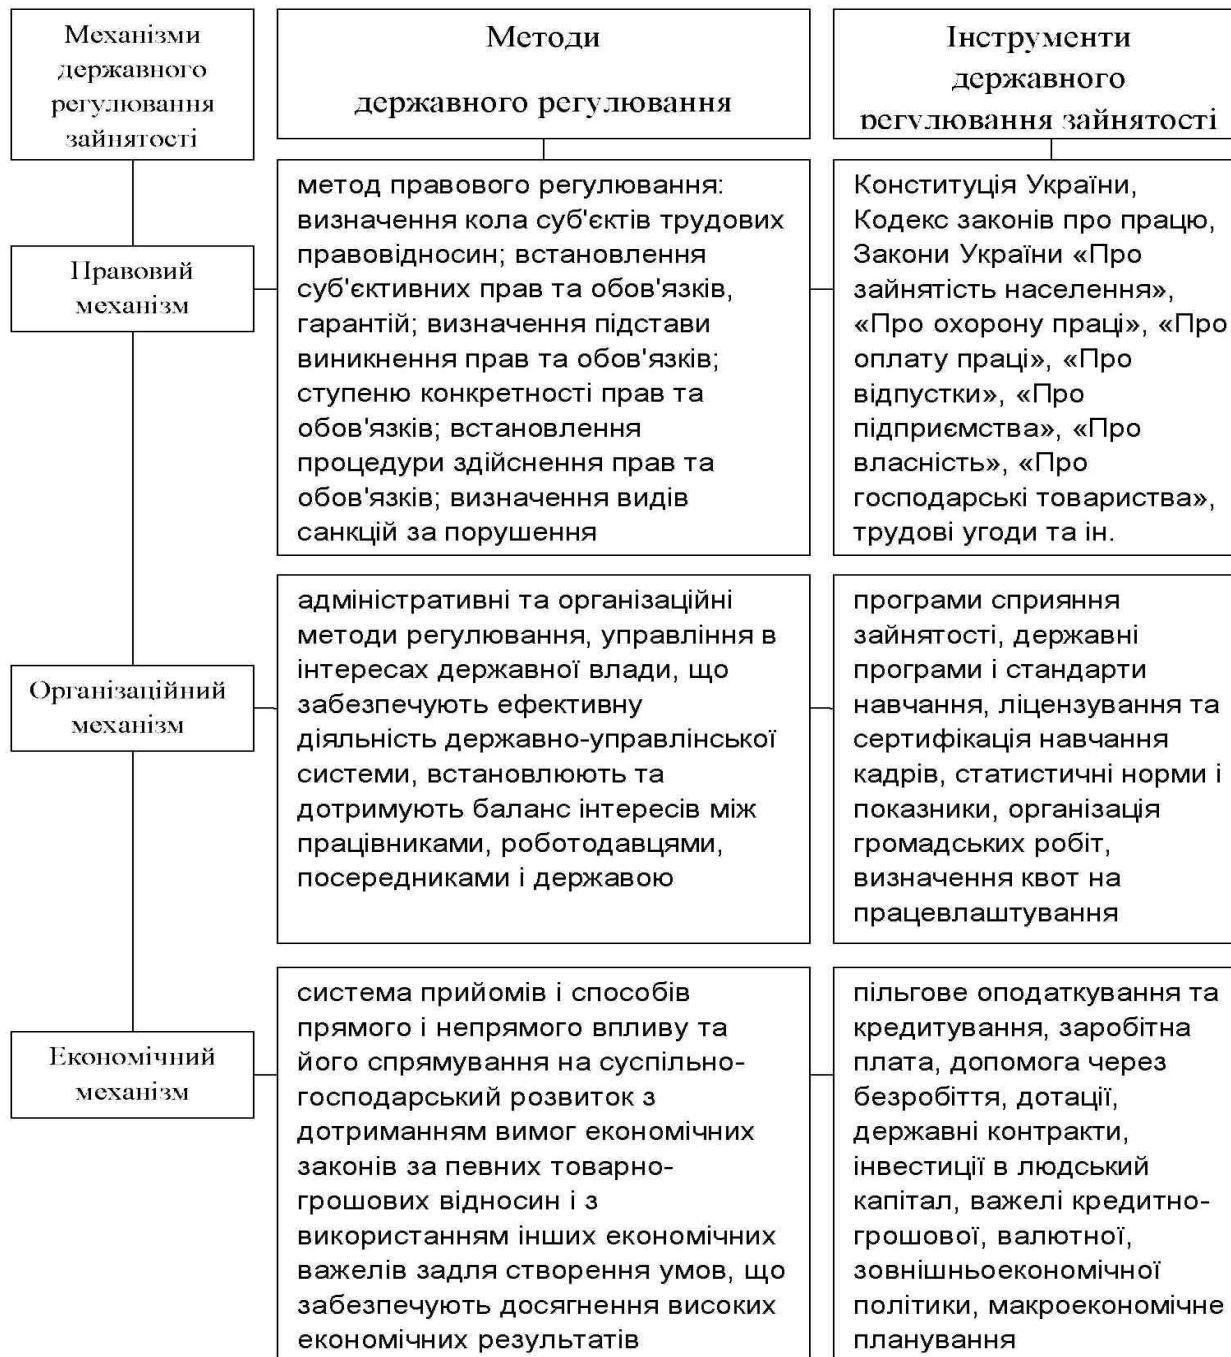 Механізми
державного
регулювання
зайнятості
Методи
державного регулювання
Інструменти
державного
регулювання зайнятості
Правовий
механізм
метод правового регулювання:
визначення кола суб'єктів трудових
правовідносин; встановлення
суб'єктивних прав та обов'язків,
гарантій; визначення підстави
виникнення прав та обов'язків;
ступеню конкретності прав та
обов'язків; встановлення
процедури здійснення прав та
обов'язків; визначення видів
санкцій за порушення
Конституція України,
Кодекс законів про працю,
Закони України «Про
зайнятість населення»,
«Про охорону праці», «Про
оплату праці», «Про
відпустки», «Про
підприємства», «Про
власність», «Про
господарські товариства»,
трудові угоди та ін.
Організаційний
механізм
адміністративні та організаційні
методи регулювання, управління в
інтересах державної влади, що
забезпечують ефективну
діяльність державно-управлінської
системи, встановлюють та
дотримують баланс інтересів між
працівниками, роботодавцями,
посередниками і державою
програми сприяння
зайнятості, державні
програми і стандарти
навчання, ліцензування та
сертифікація навчання
кадрів, статистичні норми і
показники, організація
громадських робіт,
визначення квот на
працевлаштування
Економічний
механізм
система прийомів і способів
прямого і непрямого впливу та
його спрямування на суспільно-
господарський розвиток з
дотриманням вимог економічних
законів за певних товарно-
грошових відносин і з
використанням інших економічних
важелів задля створення умов, що
забезпечують досягнення високих
економічних результатів
пільгове оподаткування та
кредитування, заробітна
плата, допомога через
безробіття, дотації,
державні контракти,
інвестиції в людський
капітал, важелі кредитно-
грошової, валютної,
зовнішньоекономічної
політики, макроекономічне
планування